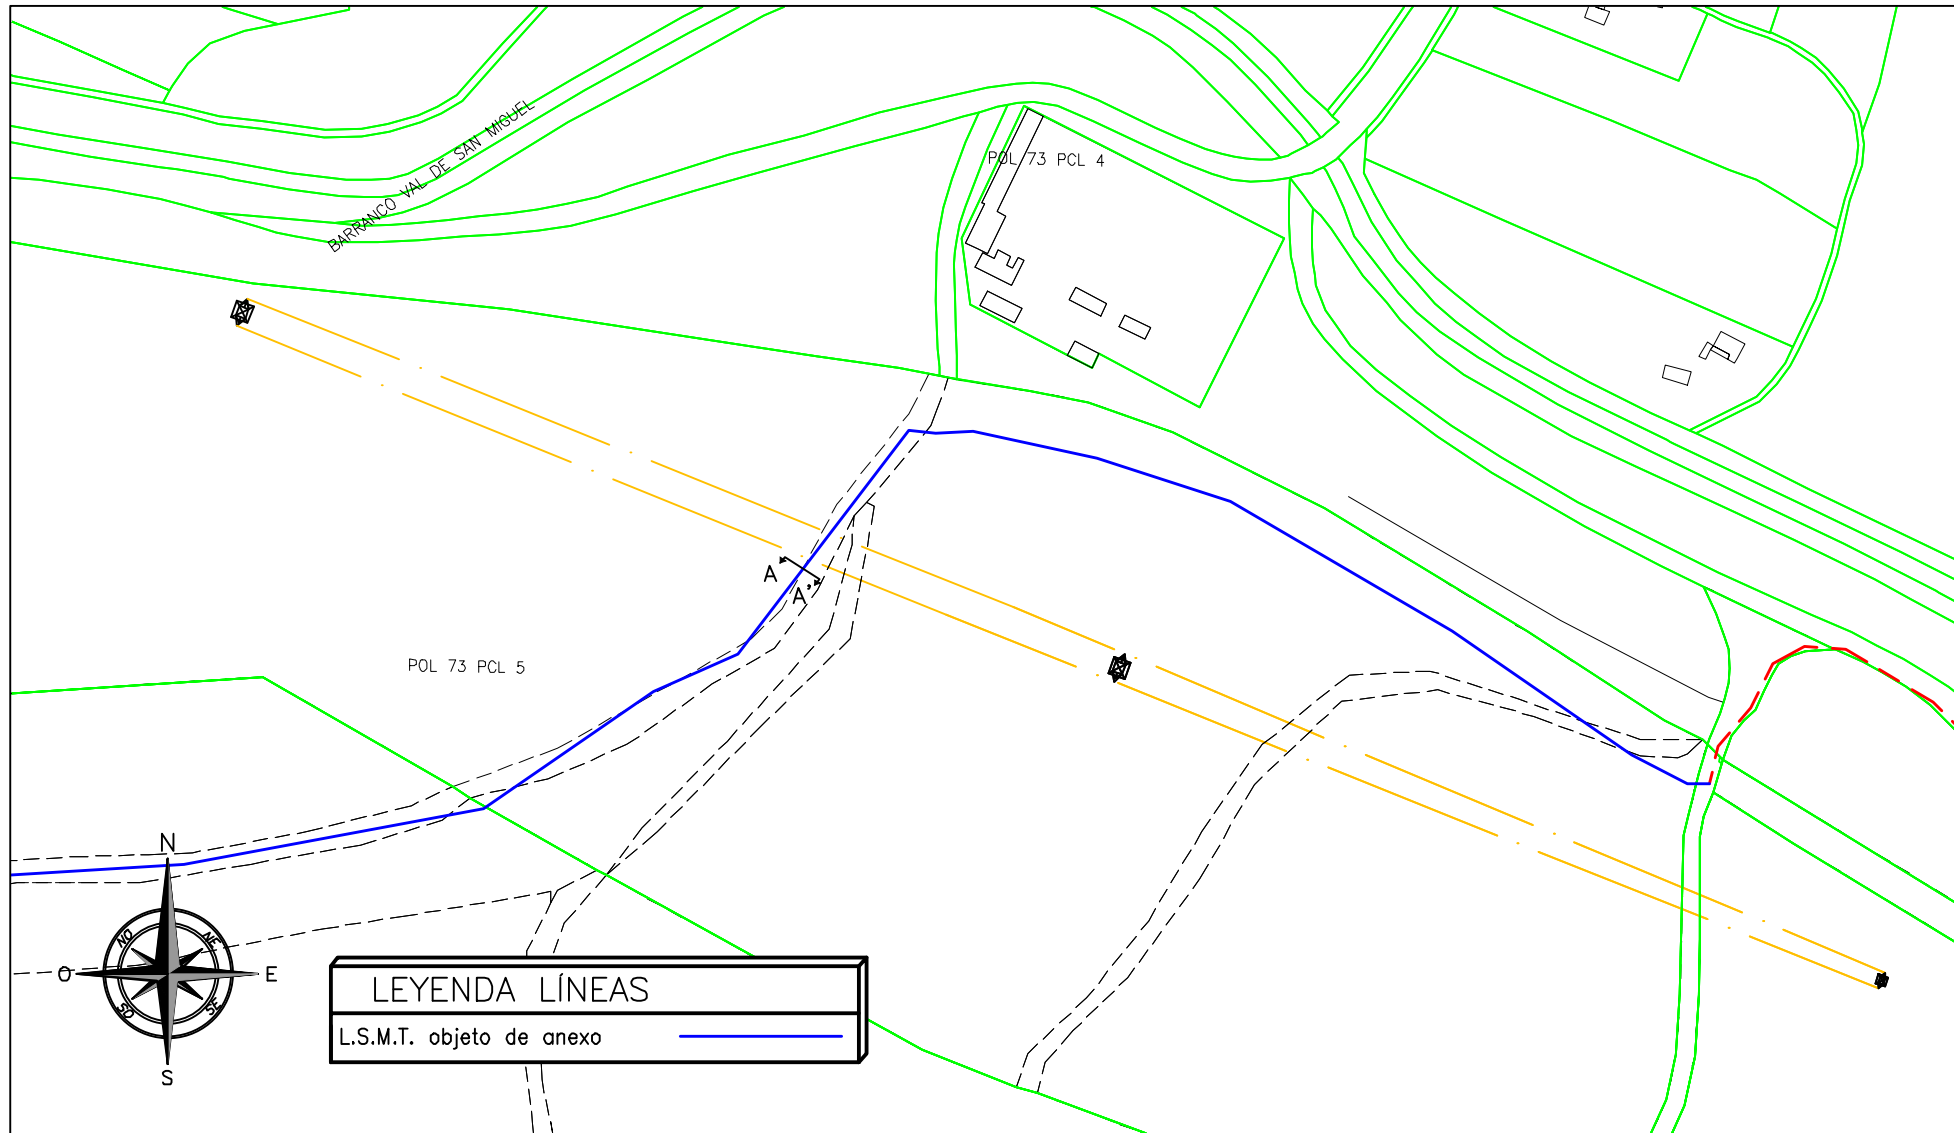 BARRANCO VAL DE SAN MIGUEL
POL 73 PCL 4
A
A'
POL 73 PCL 5
N
NO
NE
O
E
SO
SE
S
LEYENDA LÍNEAS
L.S.M.T. objeto de anexo